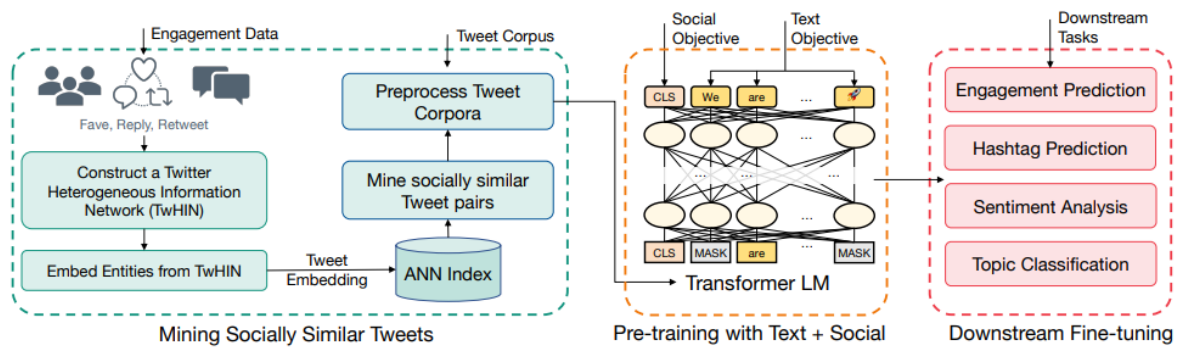 Engagement Data
Fave, Reply, Retweet
Construct a Twitter
Heterogeneous Information
Network (TwHIN)
Embed Entities from TwHIN
Tweet
Embedding
ANN Index
Mine socially similar
Tweet pairs
Tweet Corpus
Preprocess Tweet
Corpora
Mining Socially Similar Tweets
Social
Objective
Text
Objective
CLS We are ... 🚀
...
... ...
...
CLS MASK are ... MASK
Transformer LM
Pre-training with Text + Social
Downstream
Tasks
Engagement Prediction
Hashtag Prediction
Sentiment Analysis
Topic Classification
Downstream Fine-tuning